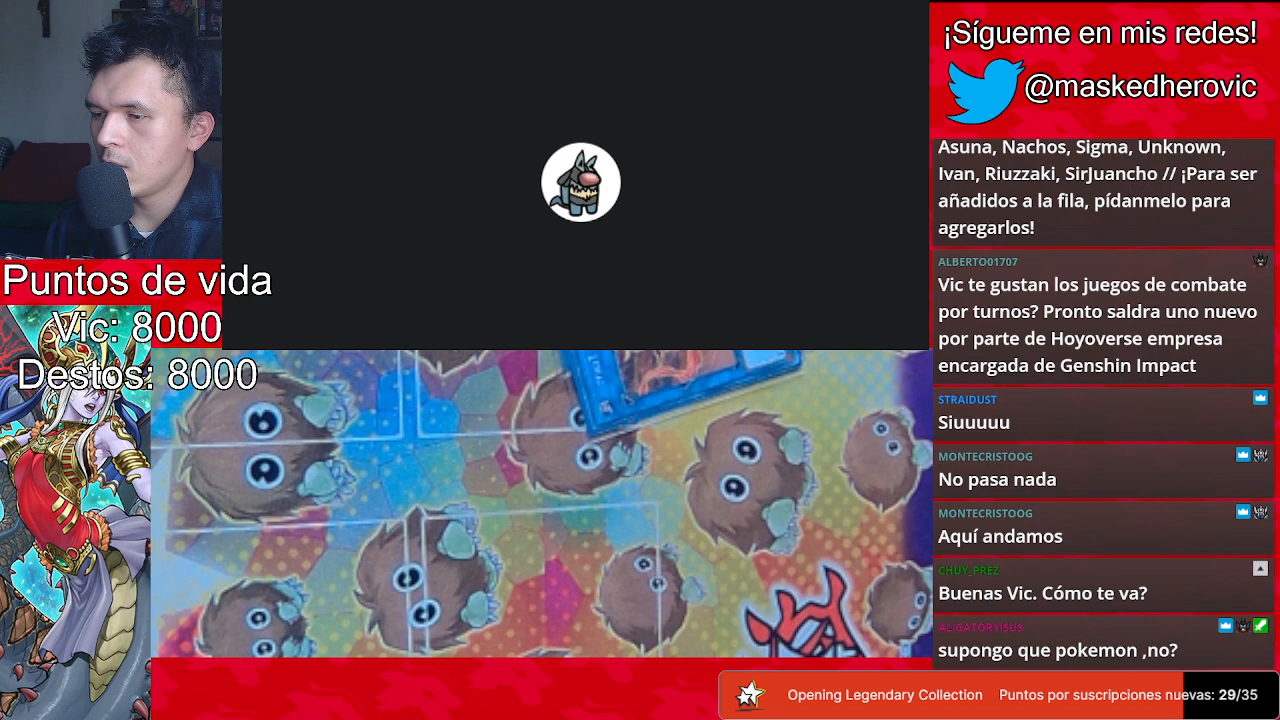 ¡Sígueme en mis redes!
@maskedherovic
Asuna, Nachos, Sigma, Unknown,
Ivan, Riuzzaki, SirJuancho // ¡Para ser
añadidos a la fila, pídanmelo para
agregarlos!
ALBERTO01707
Vic te gustan los juegos de combate
por turnos? Pronto saldra uno nuevo
por parte de Hoyoverse empresa
encargada de Genshin Impact
STRAIDUST
Siuuuuu
MONTECRISTOOG
No pasa nada
MONTECRISTOOG
Aquí andamos
CHUY_PREZ
Buenas Vic. Cómo te va?
ALIGATORYISUS
supongo que pokemon ,no?
Puntos de vida
Vic: 8000
Destos: 8000
Opening Legendary Collection Puntos por suscripciones nuevas: 29/35